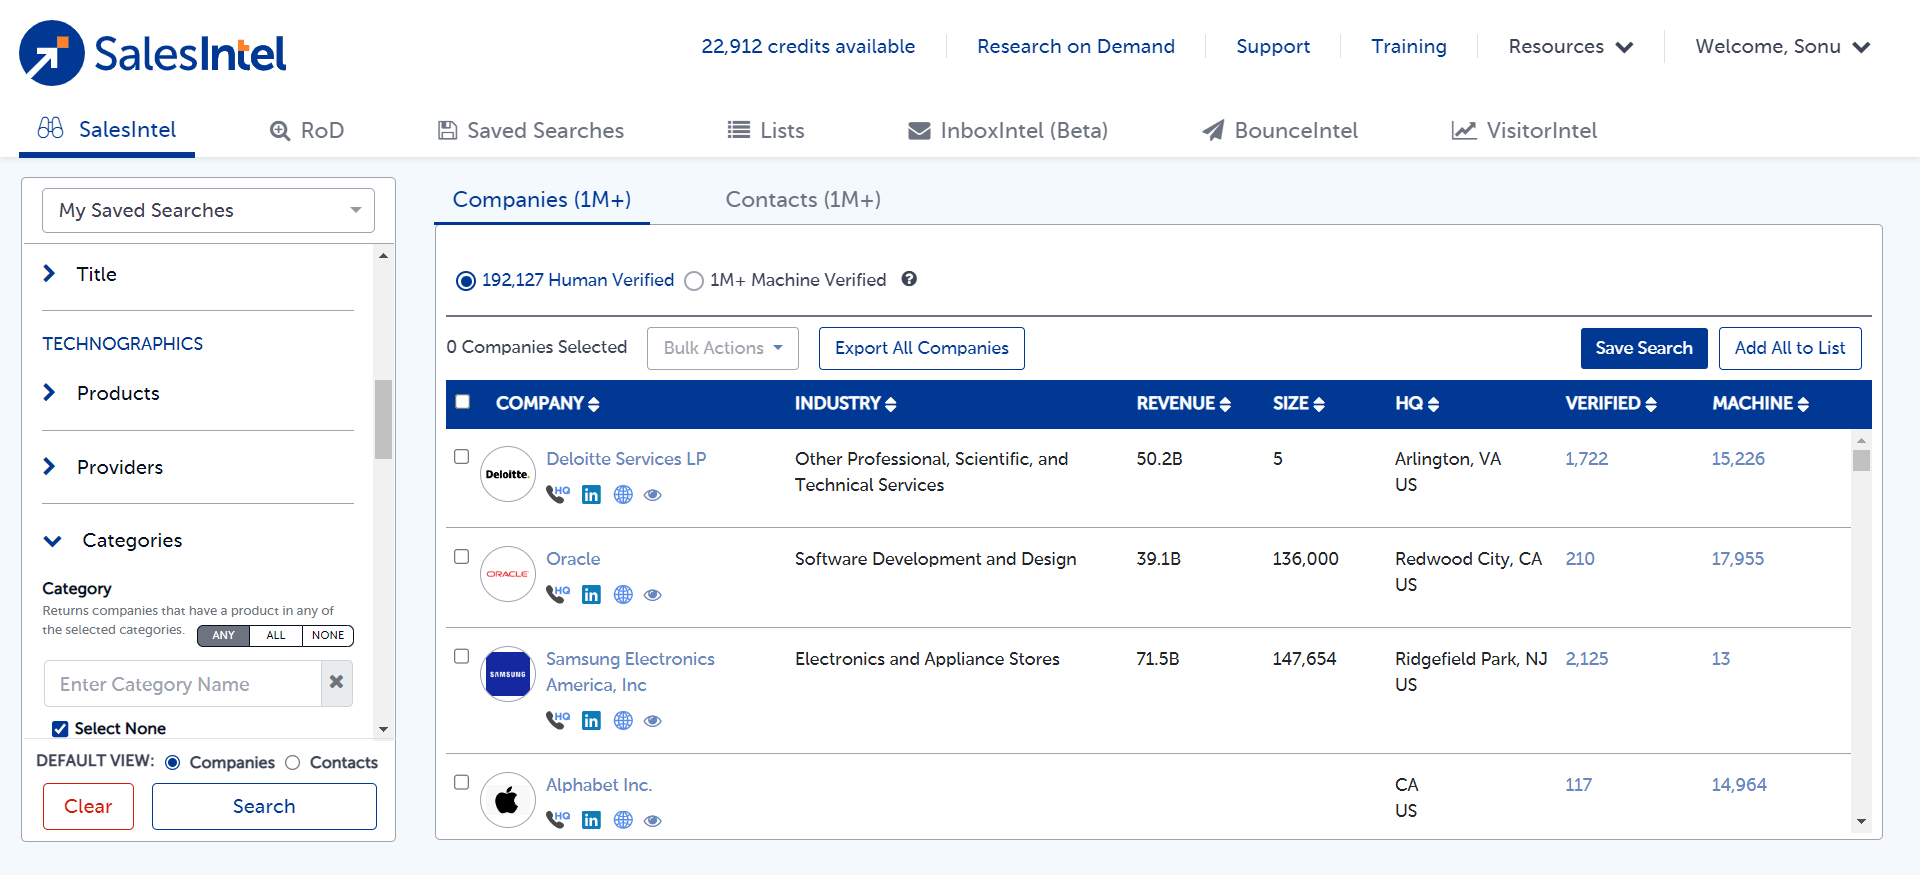 SalesIntel
22,912 credits available
Research on Demand
Support
Training
Resources
Welcome, Sonu
SalesIntel
RoD
Saved Searches
Lists
InboxIntel (Beta)
BounceIntel
VisitorIntel
My Saved Searches
Title
TECHNOGRAPHICS
Products
Providers
Categories
Category
Returns companies that have a product in any of
the selected categories.
ANY ALL NONE
Enter Category Name
Select None
DEFAULT VIEW: Companies Contacts
Clear Search
Companies (1M+) Contacts (1M+)
192,127 Human Verified 1M+ Machine Verified
0 Companies Selected Bulk Actions Export All Companies Save Search Add All to List
COMPANY INDUSTRY REVENUE SIZE HQ VERIFIED MACHINE
Deloitte. Deloitte Services LP Other Professional, Scientific, and 50.2B 5 Arlington, VA 1,722 15,226
Technical Services US
HQ in
ORACLE Oracle Software Development and Design 39.1B 136,000 Redwood City, CA 210 17,955
US
HQ in
SAMSUNG Samsung Electronics Electronics and Appliance Stores 71.5B 147,654 Ridgefield Park, NJ 2,125 13
America, Inc US
HQ in
Alphabet Inc. CA 117 14,964
US
HQ in